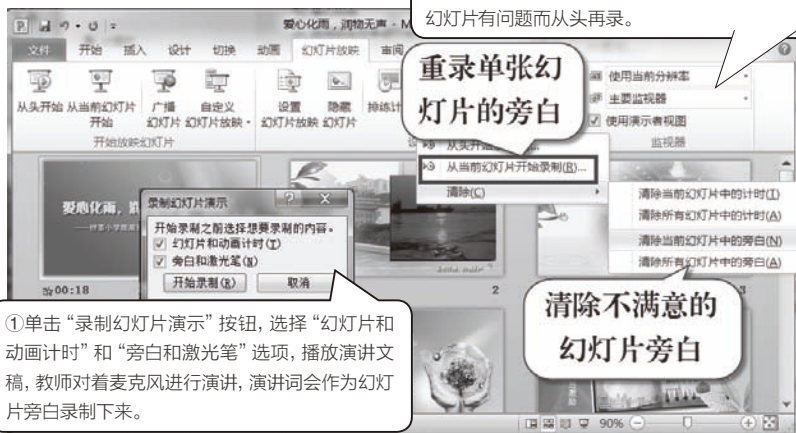 幻灯片有问题而从头再录。
爱心化雨，润物无声 - M
文件 开始 插入 设计 切换 动画 幻灯片放映 审阅
从头开始 从当前幻灯片开始 广播幻灯片 自定义幻灯片放映 设置幻灯片放映 隐藏幻灯片 排练计
开始放映幻灯片
使用当前分辨率
主要监视器
使用演示者视图
监视器
重录单张幻
灯片的旁白
从头开始
从当前幻灯片开始录制(R)...
清除(C)
清除当前幻灯片中的计时(I)
清除所有幻灯片中的计时(A)
清除当前幻灯片中的旁白(N)
清除所有幻灯片中的旁白(A)
爱心化雨，
录制幻灯片演示
开始录制之前选择想要录制的内容。
幻灯片和动画计时(T)
旁白和激光笔(N)
开始录制(R) 取消
00:18
2
3
清除不满意的
幻灯片旁白
①单击“录制幻灯片演示”按钮，选择“幻灯片和
动画计时”和“旁白和激光笔”选项，播放演讲文
稿，教师对着麦克风进行演讲，演讲词会作为幻灯
片旁白录制下来。
90%